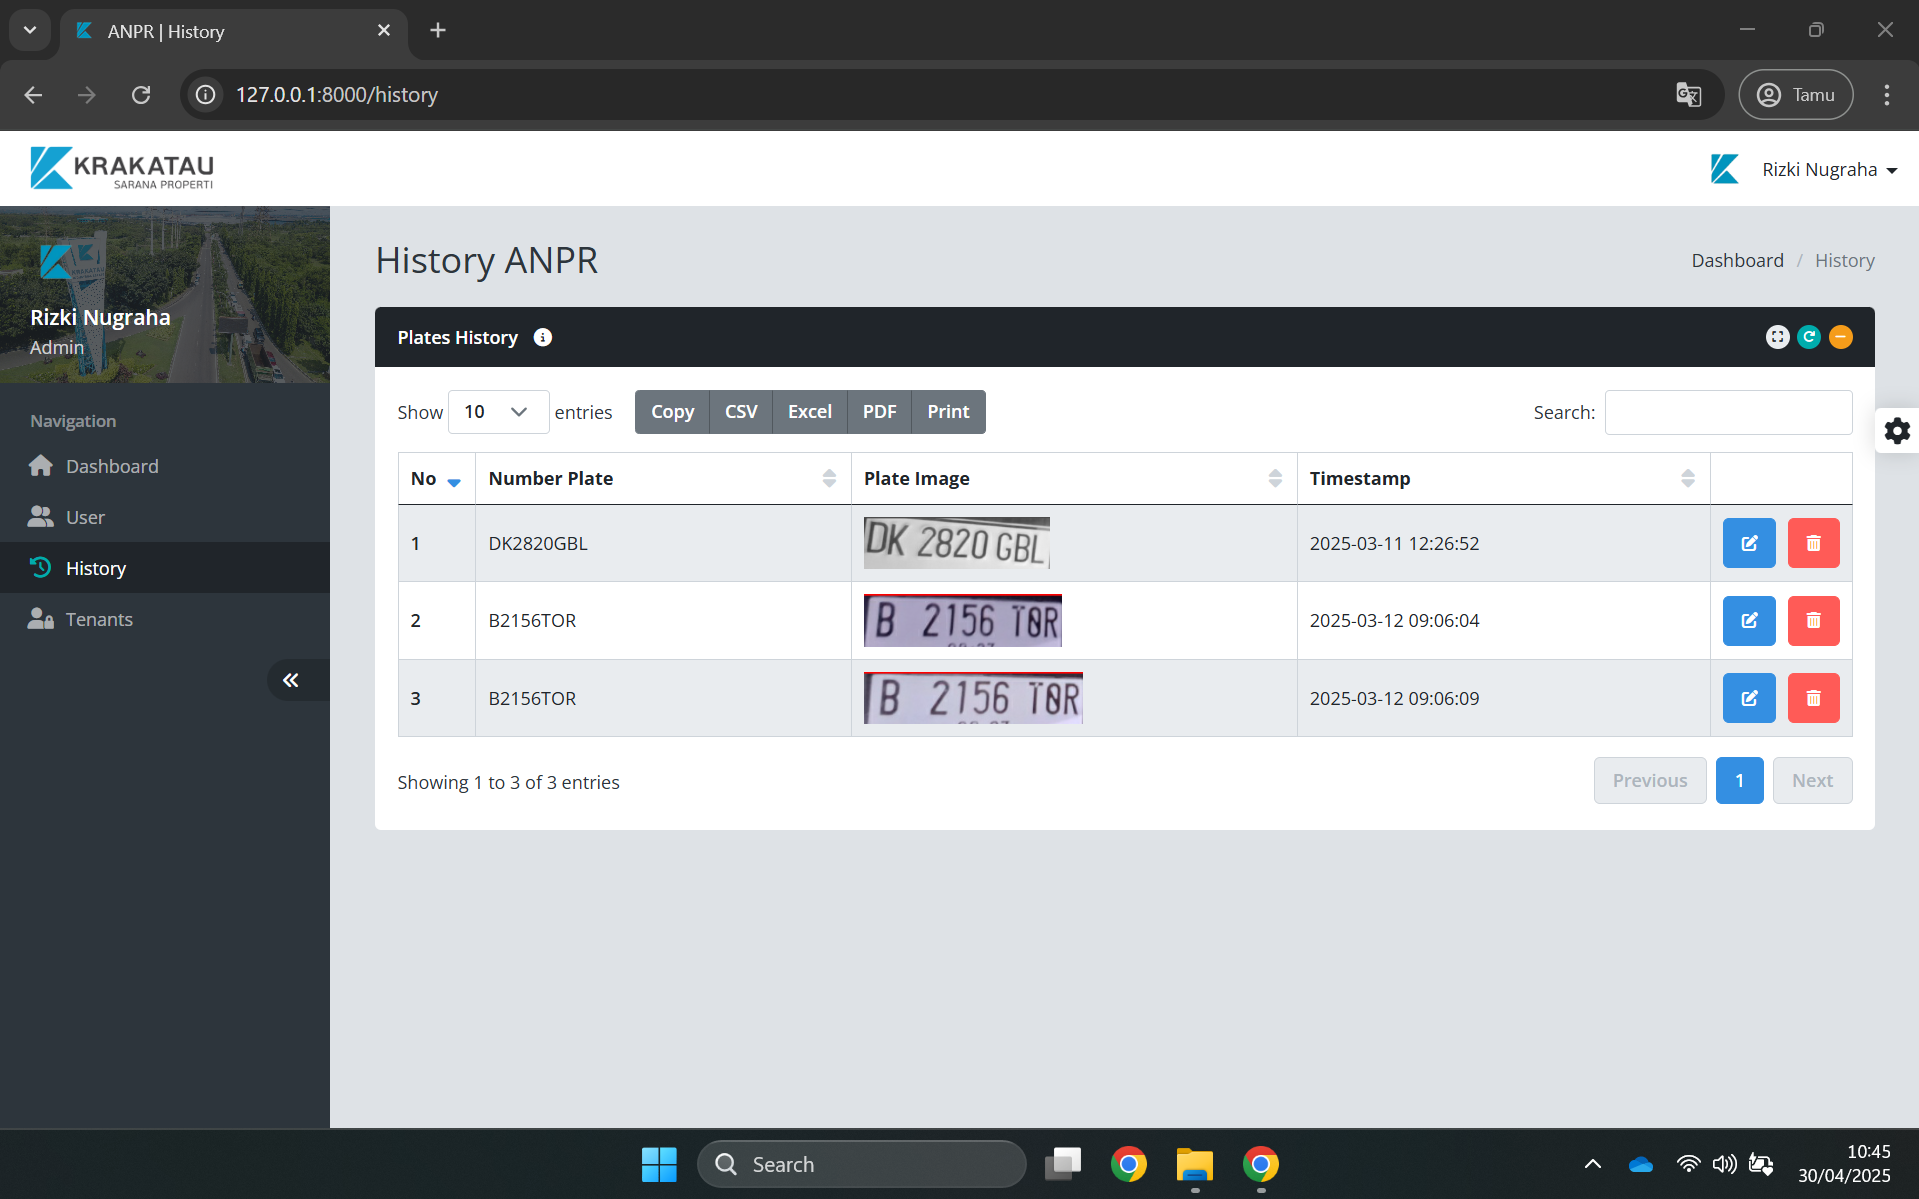 ANPR | History
127.0.0.1:8000/history
Tamu
KRAKATAU
SARANA PROPERTI
Rizki Nugraha
Rizki Nugraha
Admin
Navigation
Dashboard
User
History
Tenants
History ANPR
Dashboard / History
Plates History
Show 10 entries
Copy CSV Excel PDF Print
Search:
No Number Plate Plate Image Timestamp
1 DK2820GBL DK 2820 GBL 2025-03-11 12:26:52
2 B2156TOR B 2156 TOR 2025-03-12 09:06:04
3 B2156TOR B 2156 TOR 2025-03-12 09:06:09
Showing 1 to 3 of 3 entries
Previous 1 Next
Search
10:45
30/04/2025